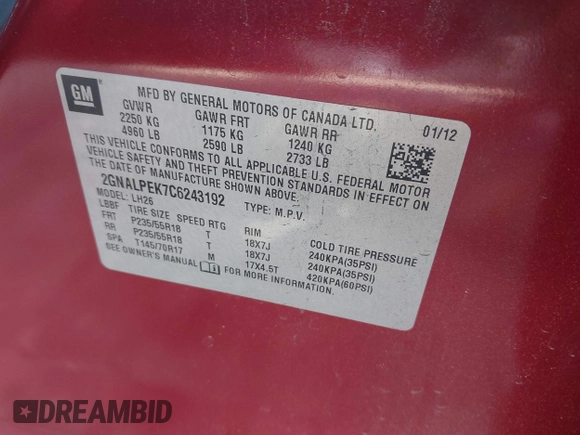 GM
MFD BY GENERAL MOTORS OF CANADA LTD. 01/12
GVWR GAWR FRT GAWR RR
2250 KG 1175 KG 1240 KG
4960 LB 2590 LB 2733 LB
THIS VEHICLE CONFORMS TO ALL APPLICABLE U.S. FEDERAL MOTOR
VEHICLE SAFETY AND THEFT PREVENTION STANDARDS IN EFFECT ON
THE DATE OF MANUFACTURE SHOWN ABOVE.
2GNALPEK7C6243192 TYPE: M.P.V.
MODEL: LH26
LBBF TIRE SIZE SPEED RTG RIM COLD TIRE PRESSURE
FRT P235/55R18 T 18X7J 240KPA(35PSI)
RR P235/55R18 T 18X7J 240KPA(35PSI)
SPA T145/70R17 M 17X4.5T 420KPA(60PSI)
SEE OWNER'S MANUAL FOR MORE INFORMATION.
DREAMBID